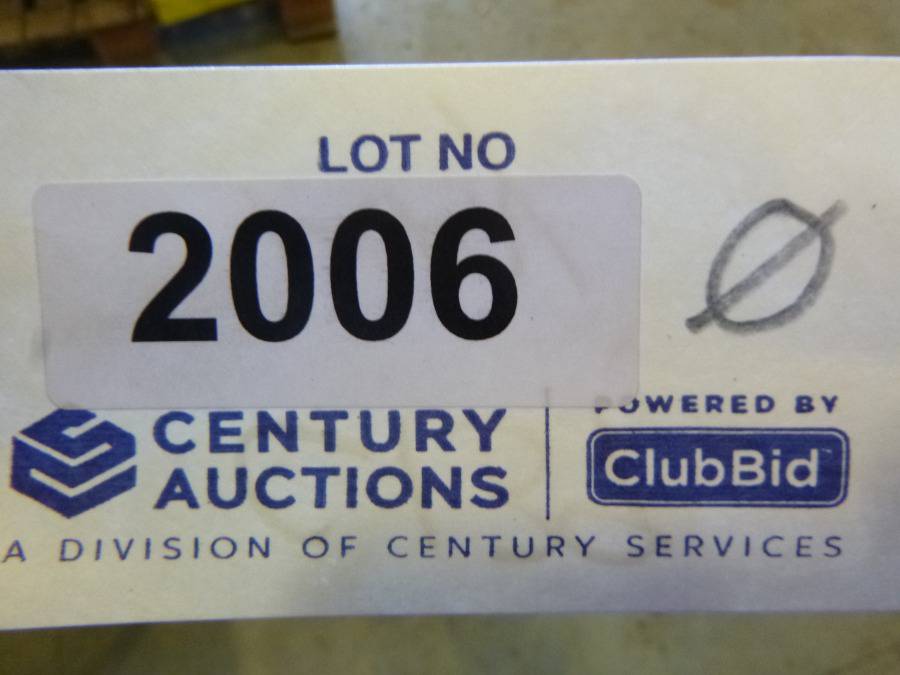 LOT NO
2006
Ø
CENTURY
AUCTIONS
POWERED BY
ClubBid
A DIVISION OF CENTURY SERVICES